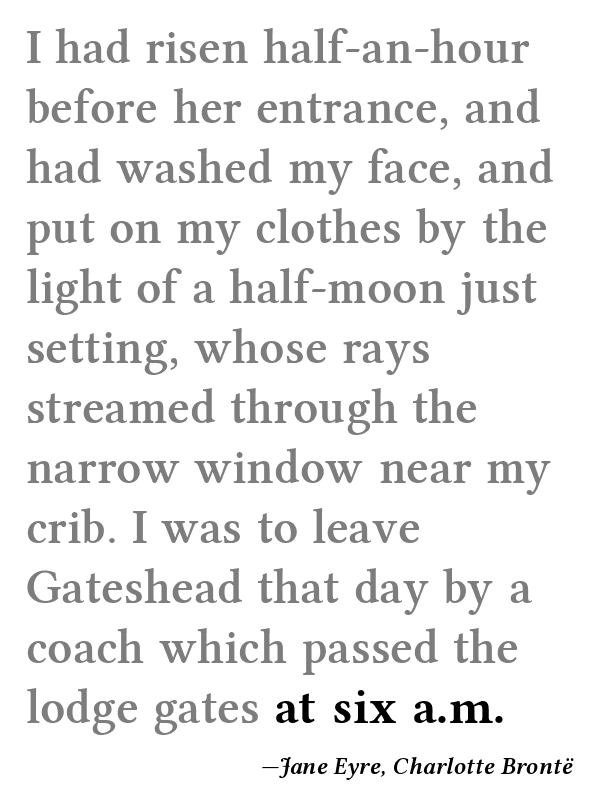 I had risen half-an-hour
before her entrance, and
had washed my face, and
put on my clothes by the
light of a half-moon just
setting, whose rays
streamed through the
narrow window near my
crib. I was to leave
Gateshead that day by a
coach which passed the
lodge gates at six a.m.
—Jane Eyre, Charlotte Brontë